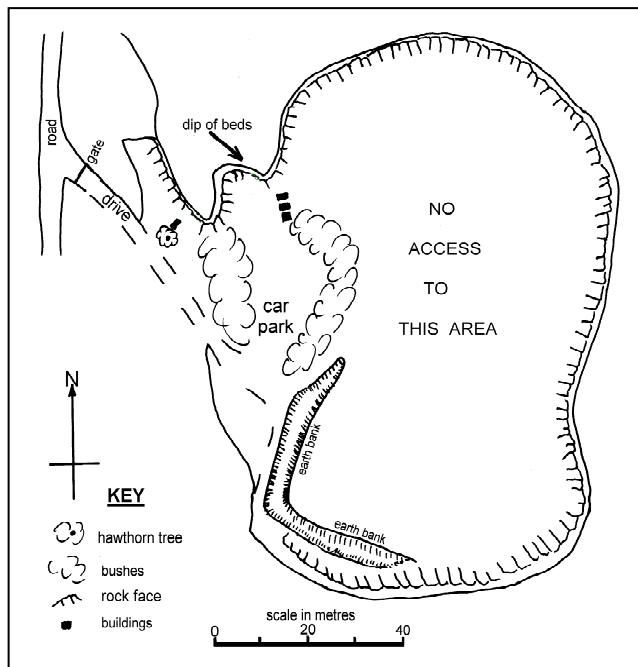 road
gate
drive
dip of beds
NO
ACCESS
TO
THIS AREA
car
park
earth bank
earth bank
N
KEY
hawthorn tree
bushes
rock face
buildings
scale in metres
0 20 40